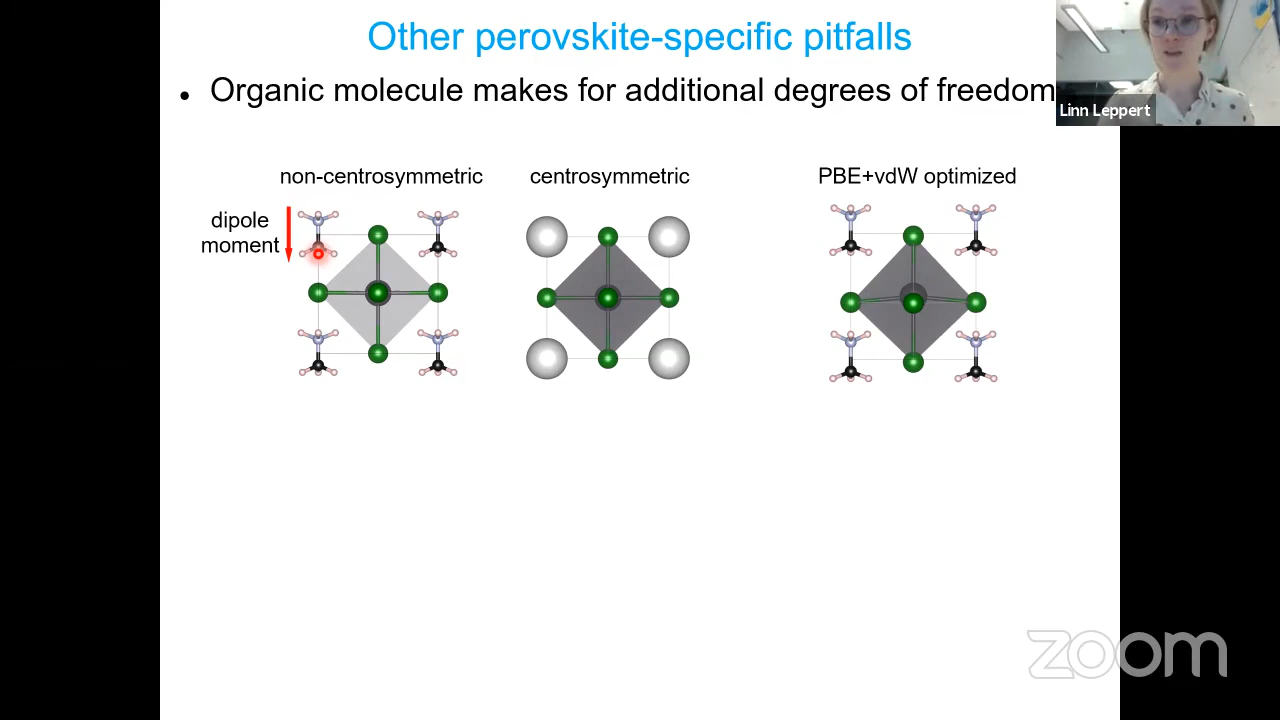 Other perovskite-specific pitfalls
• Organic molecule makes for additional degrees of freedom
Linn Leppert
non-centrosymmetric
centrosymmetric
PBE+vdW optimized
dipole
moment
zoom